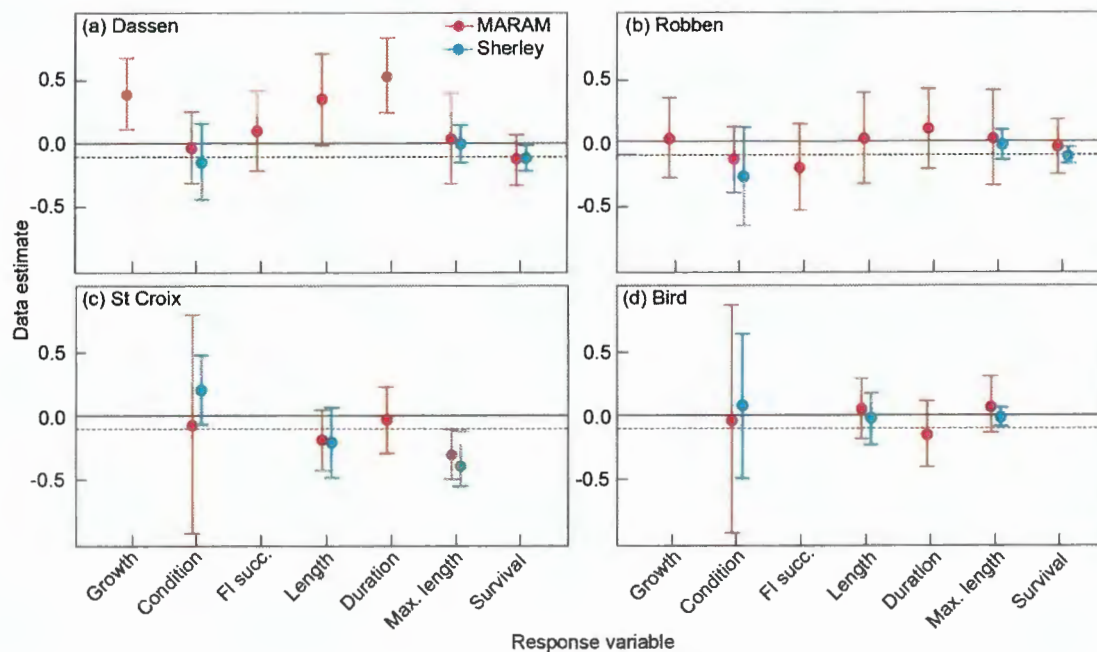 (a) Dassen
MARAM
Sherley
(b) Robben
0.5
0.0
-0.5
0.5
0.0
-0.5
(c) St Croix
(d) Bird
0.5
0.0
-0.5
0.5
0.0
-0.5
Data estimate
Growth
Condition
Fl succ.
Length
Duration
Max. length
Survival
Growth
Condition
Fl succ.
Length
Duration
Max. length
Survival
Response variable